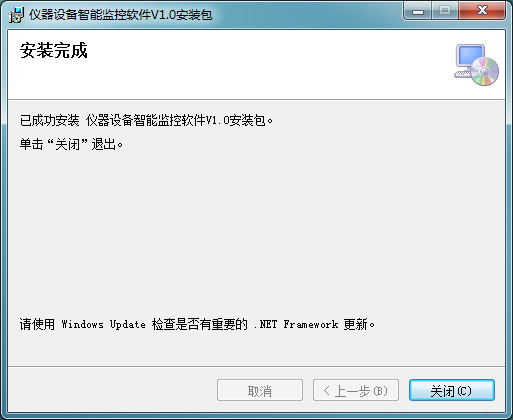 仪器设备智能监控软件V1.0安装包
安装完成
已成功安装 仪器设备智能监控软件V1.0安装包。
单击“关闭”退出。
请使用 Windows Update 检查是否有重要的 .NET Framework 更新。
取消
< 上一步(B)
关闭(C)